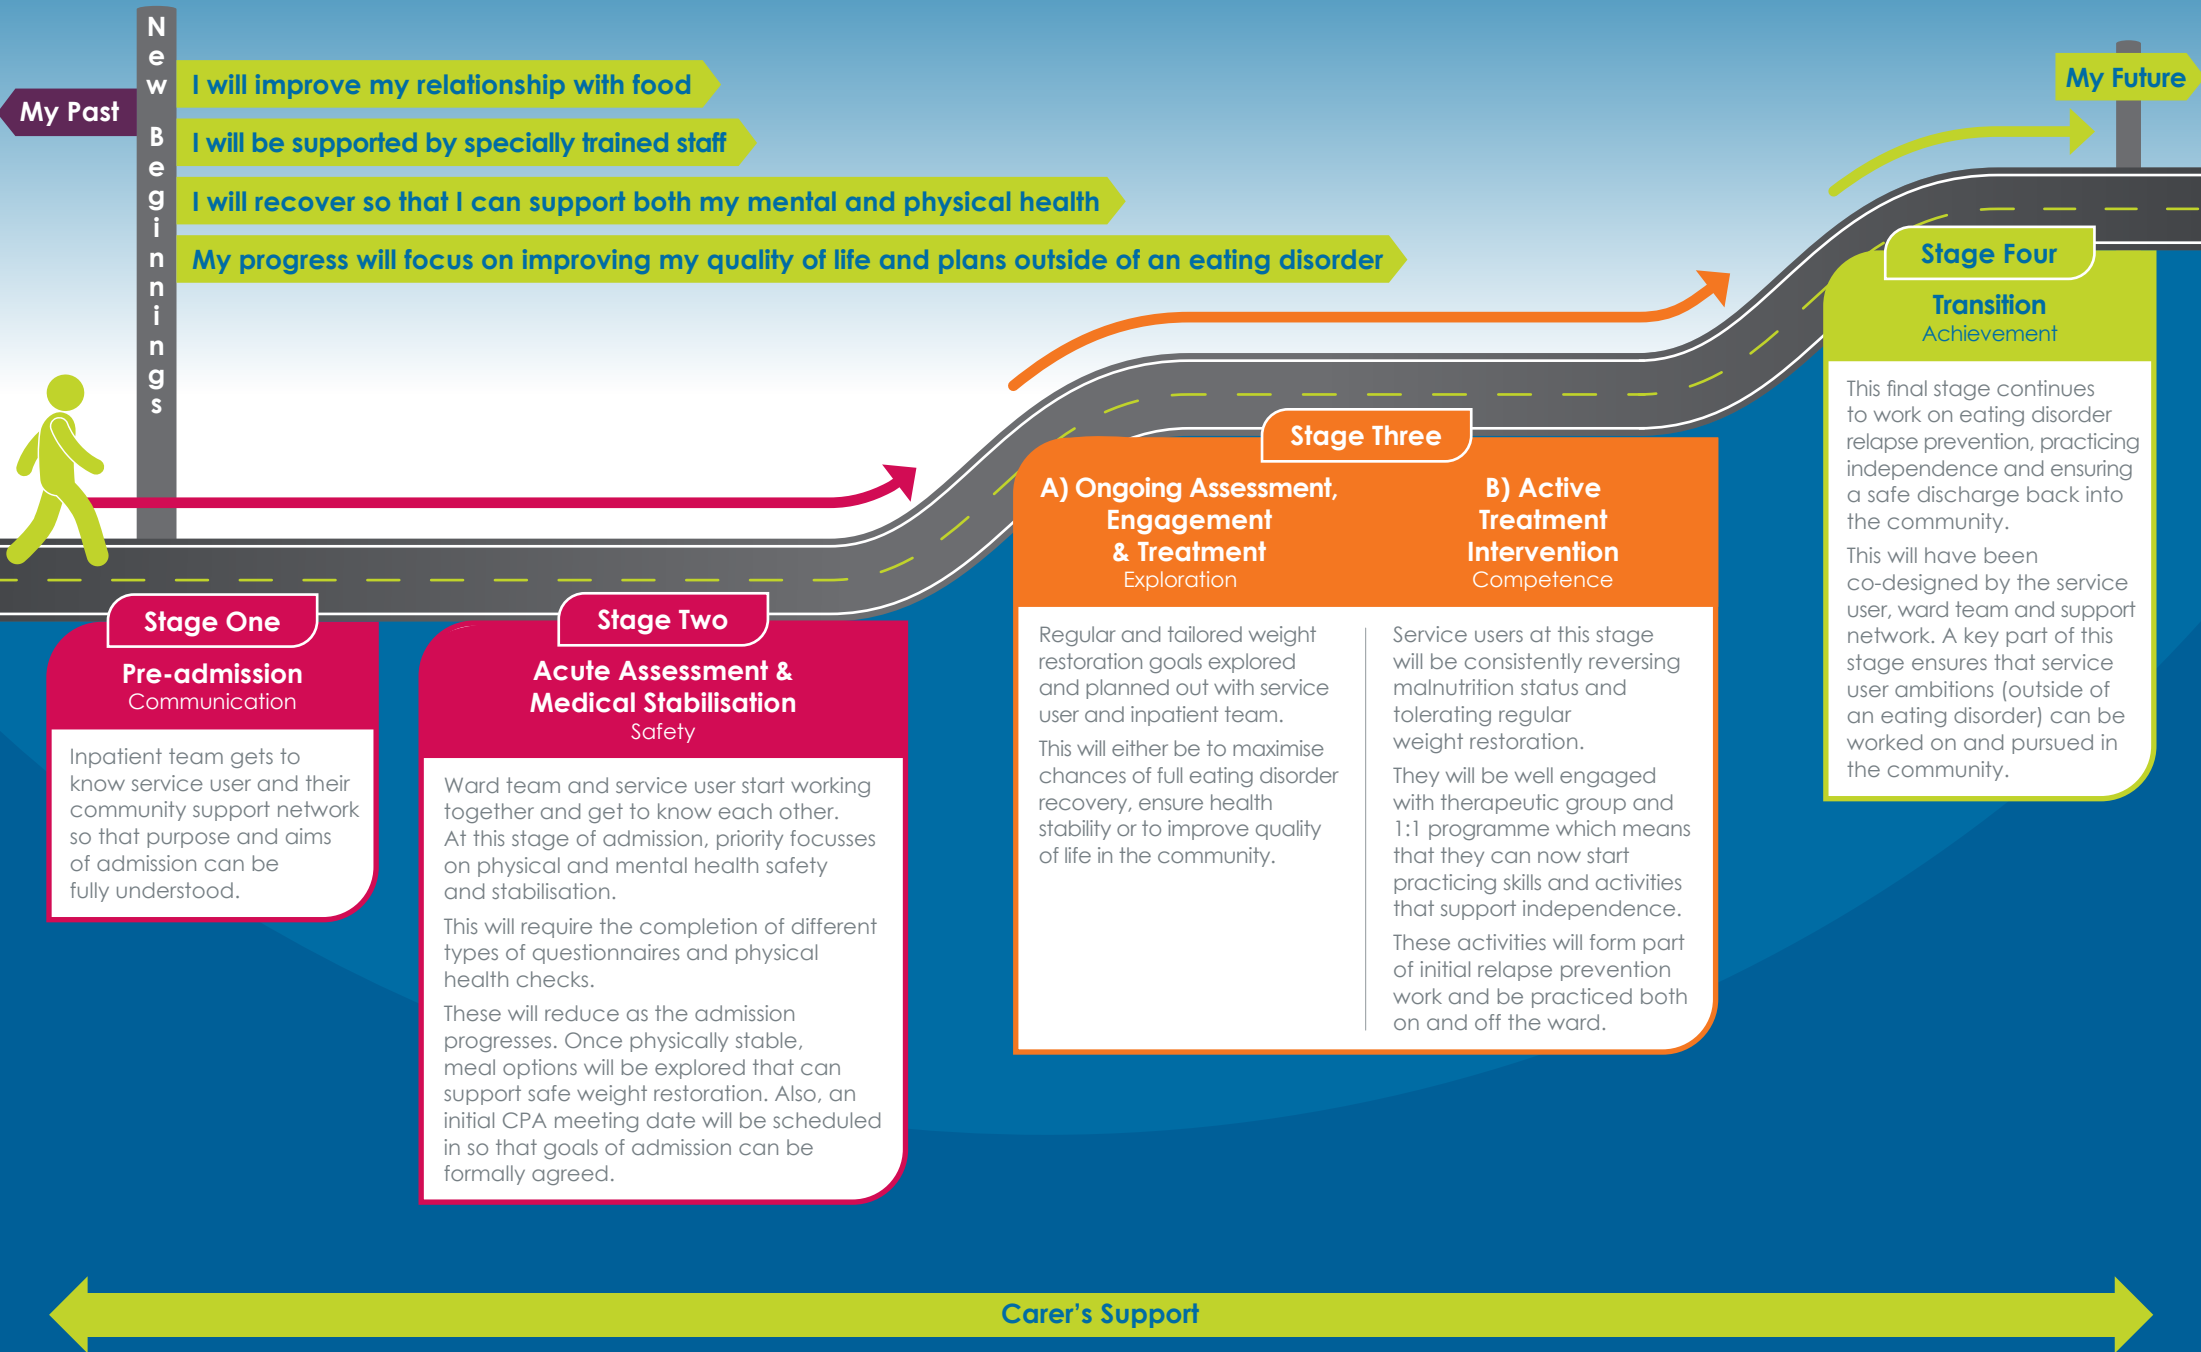 New Beginnings
My Past
I will improve my relationship with food
I will be supported by specially trained staff
I will recover so that I can support both my mental and physical health
My progress will focus on improving my quality of life and plans outside of an eating disorder
My Future
Stage One
Pre-admission
Communication
Inpatient team gets to
know service user and their
community support network
so that purpose and aims
of admission can be
fully understood.
Stage Two
Acute Assessment &
Medical Stabilisation
Safety
Ward team and service user start working
together and get to know each other.
At this stage of admission, priority focusses
on physical and mental health safety
and stabilisation.
This will require the completion of different
types of questionnaires and physical
health checks.
These will reduce as the admission
progresses. Once physically stable,
meal options will be explored that can
support safe weight restoration. Also, an
initial CPA meeting date will be scheduled
in so that goals of admission can be
formally agreed.
Stage Three
A) Ongoing Assessment,
Engagement
& Treatment
Exploration
Regular and tailored weight
restoration goals explored
and planned out with service
user and inpatient team.
This will either be to maximise
chances of full eating disorder
recovery, ensure health
stability or to improve quality
of life in the community.
B) Active
Treatment
Intervention
Competence
Service users at this stage
will be consistently reversing
malnutrition status and
tolerating regular
weight restoration.
They will be well engaged
with therapeutic group and
1:1 programme which means
that they can now start
practicing skills and activities
that support independence.
These activities will form part
of initial relapse prevention
work and be practiced both
on and off the ward.
Stage Four
Transition
Achievement
This final stage continues
to work on eating disorder
relapse prevention, practicing
independence and ensuring
a safe discharge back into
the community.
This will have been
co-designed by the service
user, ward team and support
network. A key part of this
stage ensures that service
user ambitions (outside of
an eating disorder) can be
worked on and pursued in
the community.
Carer's Support